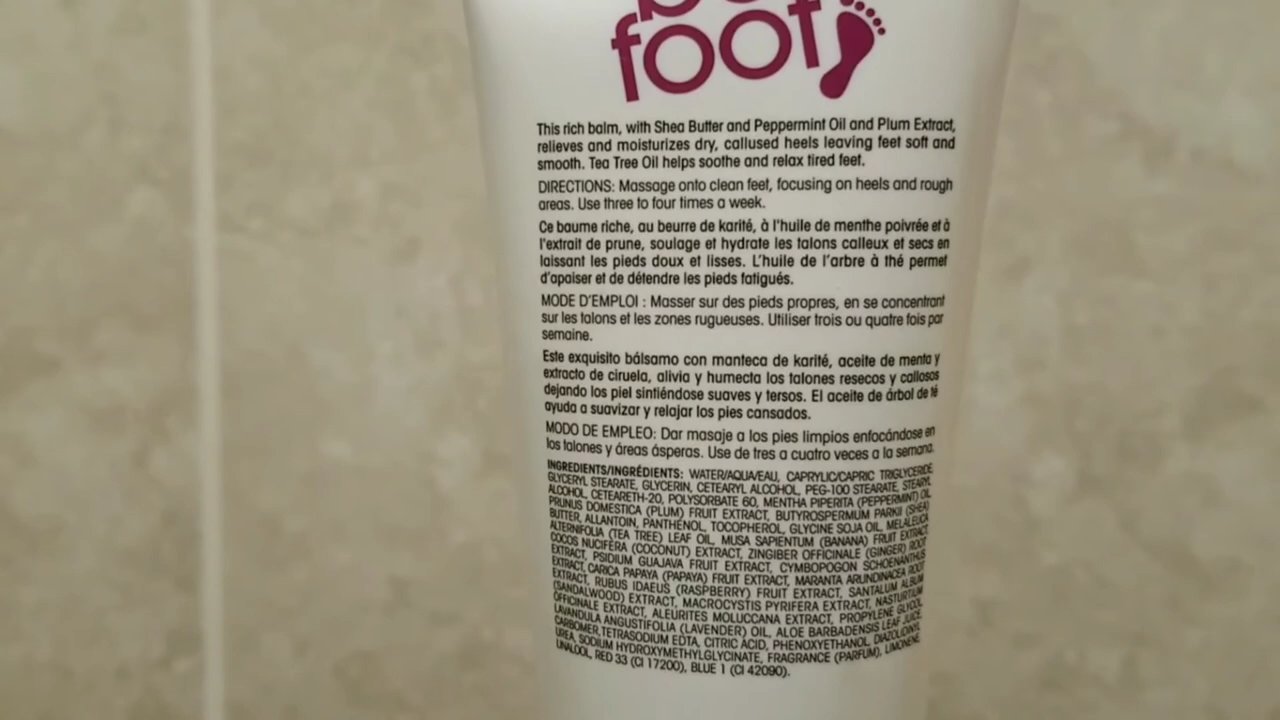 foot
This rich balm, with Shea Butter and Peppermint Oil and Plum Extract,
relieves and moisturizes dry, callused heels leaving feet soft and
smooth. Tea Tree Oil helps soothe and relax tired feet.
DIRECTIONS: Massage onto clean feet, focusing on heels and rough
areas. Use three to four times a week.
Ce baume riche, au beurre de karité, à l'huile de menthe poivrée et à
l'extrait de prune, soulage et hydrate les talons calleux et secs en
laissant les pieds doux et lisses. L'huile de l'arbre à thé permet
d'apaiser et de détendre les pieds fatigués.
MODE D'EMPLOI : Masser sur des pieds propres, en se concentrant
sur les talons et les zones rugueuses. Utiliser trois ou quatre fois par
semaine.
Este exquisito bálsamo con manteca de karité, aceite de menta y
extracto de ciruela, alivia y humecta los talones resecos y callosos
dejando los piel sintiéndose suaves y tersos. El aceite de árbol de té
ayuda a suavizar y relajar los pies cansados.
MODO DE EMPLEO: Dar masaje a los pies limpios enfocándose en
los talones y áreas ásperas. Use de tres a cuatro veces a la semana.
INGREDIENTS/INGRÉDIENTS: WATER/AQUA/EAU, CAPRYLIC/CAPRIC TRIGLYCERIDE,
GLYCERYL STEARATE, GLYCERIN, CETEARYL ALCOHOL, PEG-100 STEARATE, STEARYL
ALCOHOL, CETEARETH-20, POLYSORBATE 60, MENTHA PIPERITA (PEPPERMINT) OIL,
PRUNUS DOMESTICA (PLUM) FRUIT EXTRACT, BUTYROSPERMUM PARKII (SHEA)
BUTTER, ALLANTOIN, PANTHENOL, TOCOPHEROL, GLYCINE SOJA OIL, MELALEUCA
ALTERNIFOLIA (TEA TREE) LEAF OIL, MUSA SAPIENTUM (BANANA) FRUIT EXTRACT,
COCOS NUCIFERA (COCONUT) EXTRACT, ZINGIBER OFFICINALE (GINGER) ROOT
EXTRACT, PSIDIUM GUAJAVA FRUIT EXTRACT, CYMBOPOGON SCHOENANTHUS
EXTRACT, CARICA PAPAYA (PAPAYA) FRUIT EXTRACT, MARANTA ARUNDINACEA ROOT
EXTRACT, RUBUS IDAEUS (RASPBERRY) FRUIT EXTRACT, SANTALUM ALBUM
(SANDALWOOD) EXTRACT, MACROCYSTIS PYRIFERA EXTRACT, NASTURTIUM
OFFICINALE EXTRACT, ALEURITES MOLUCCANA EXTRACT, PROPYLENE GLYCOL,
LAVANDULA ANGUSTIFOLIA (LAVENDER) OIL, ALOE BARBADENSIS LEAF JUICE,
CARBOMER, TETRASODIUM EDTA, CITRIC ACID, PHENOXYETHANOL, DIAZOLIDINYL
UREA, SODIUM HYDROXYMETHYLGLYCINATE, FRAGRANCE (PARFUM), LIMONENE,
LINALOOL, RED 33 (CI 17200), BLUE 1 (CI 42090).